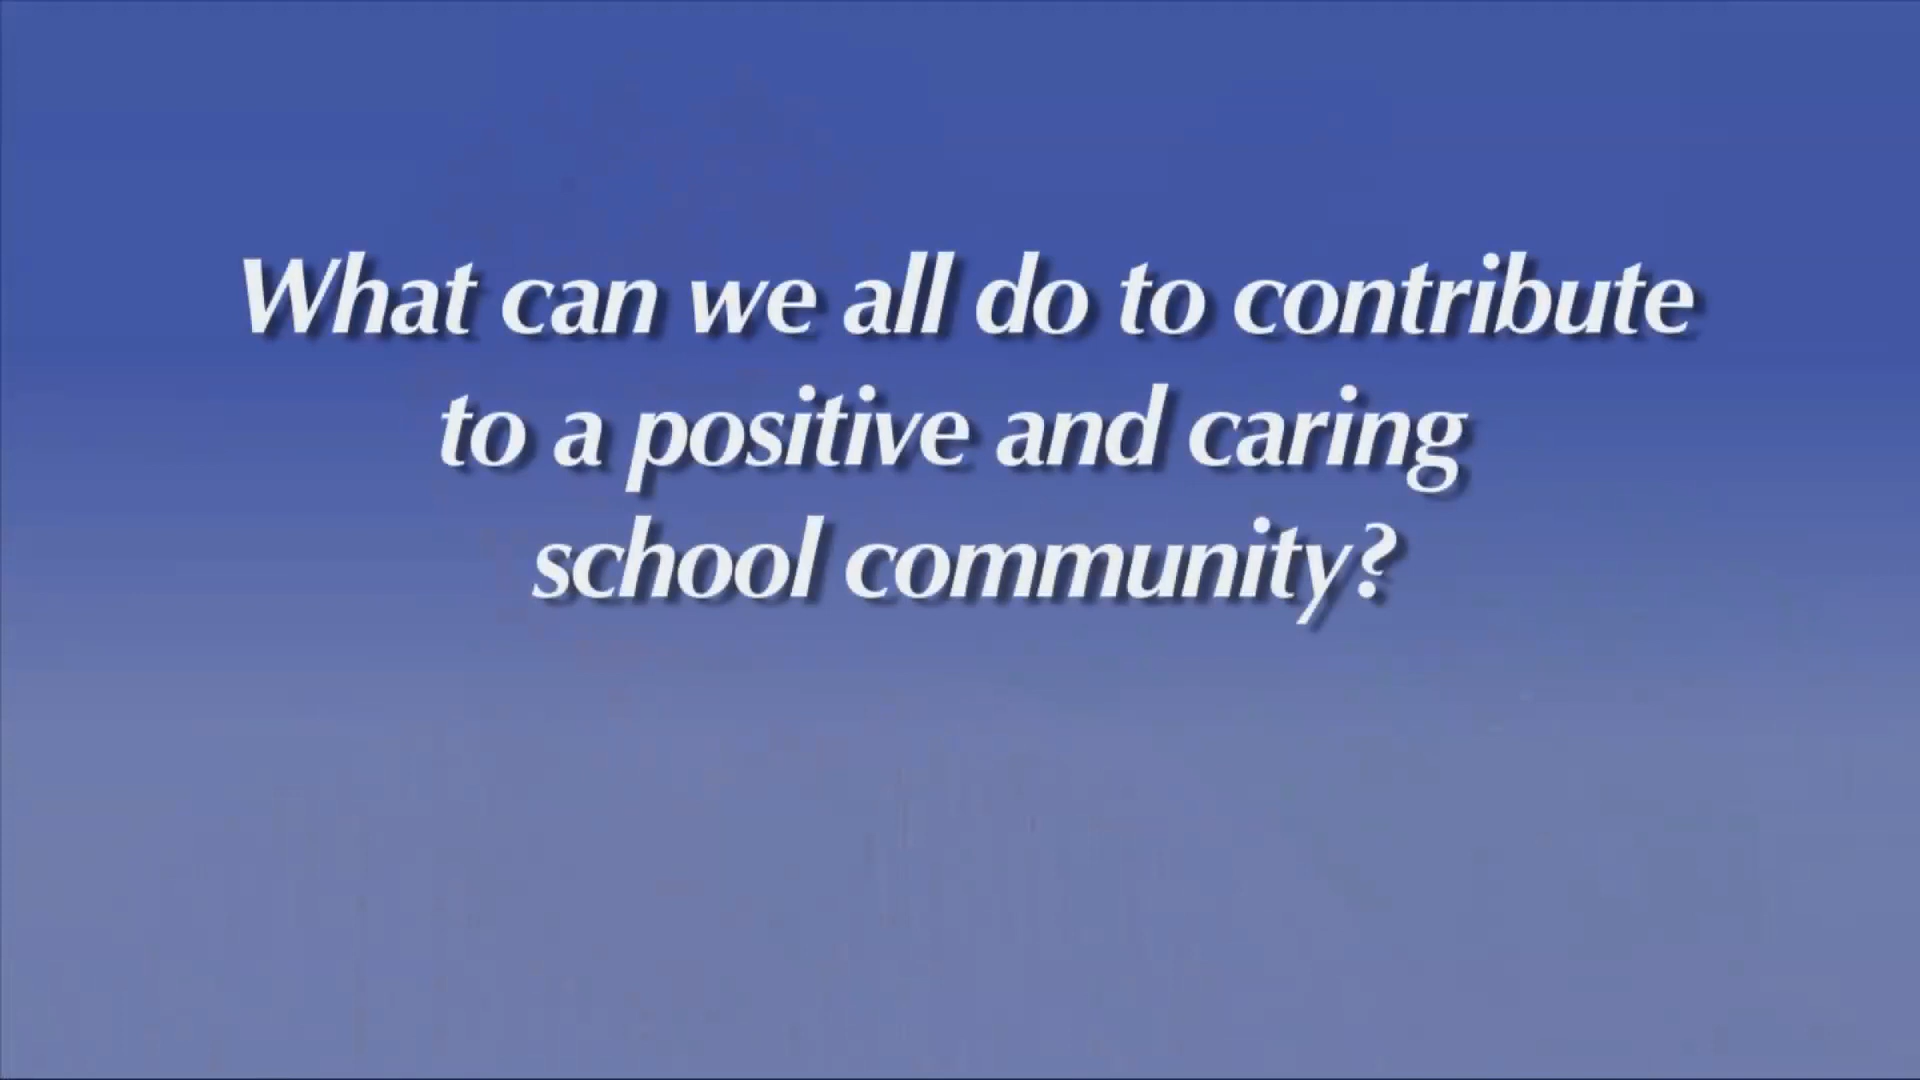 What can we all do to contribute
to a positive and caring
school community?